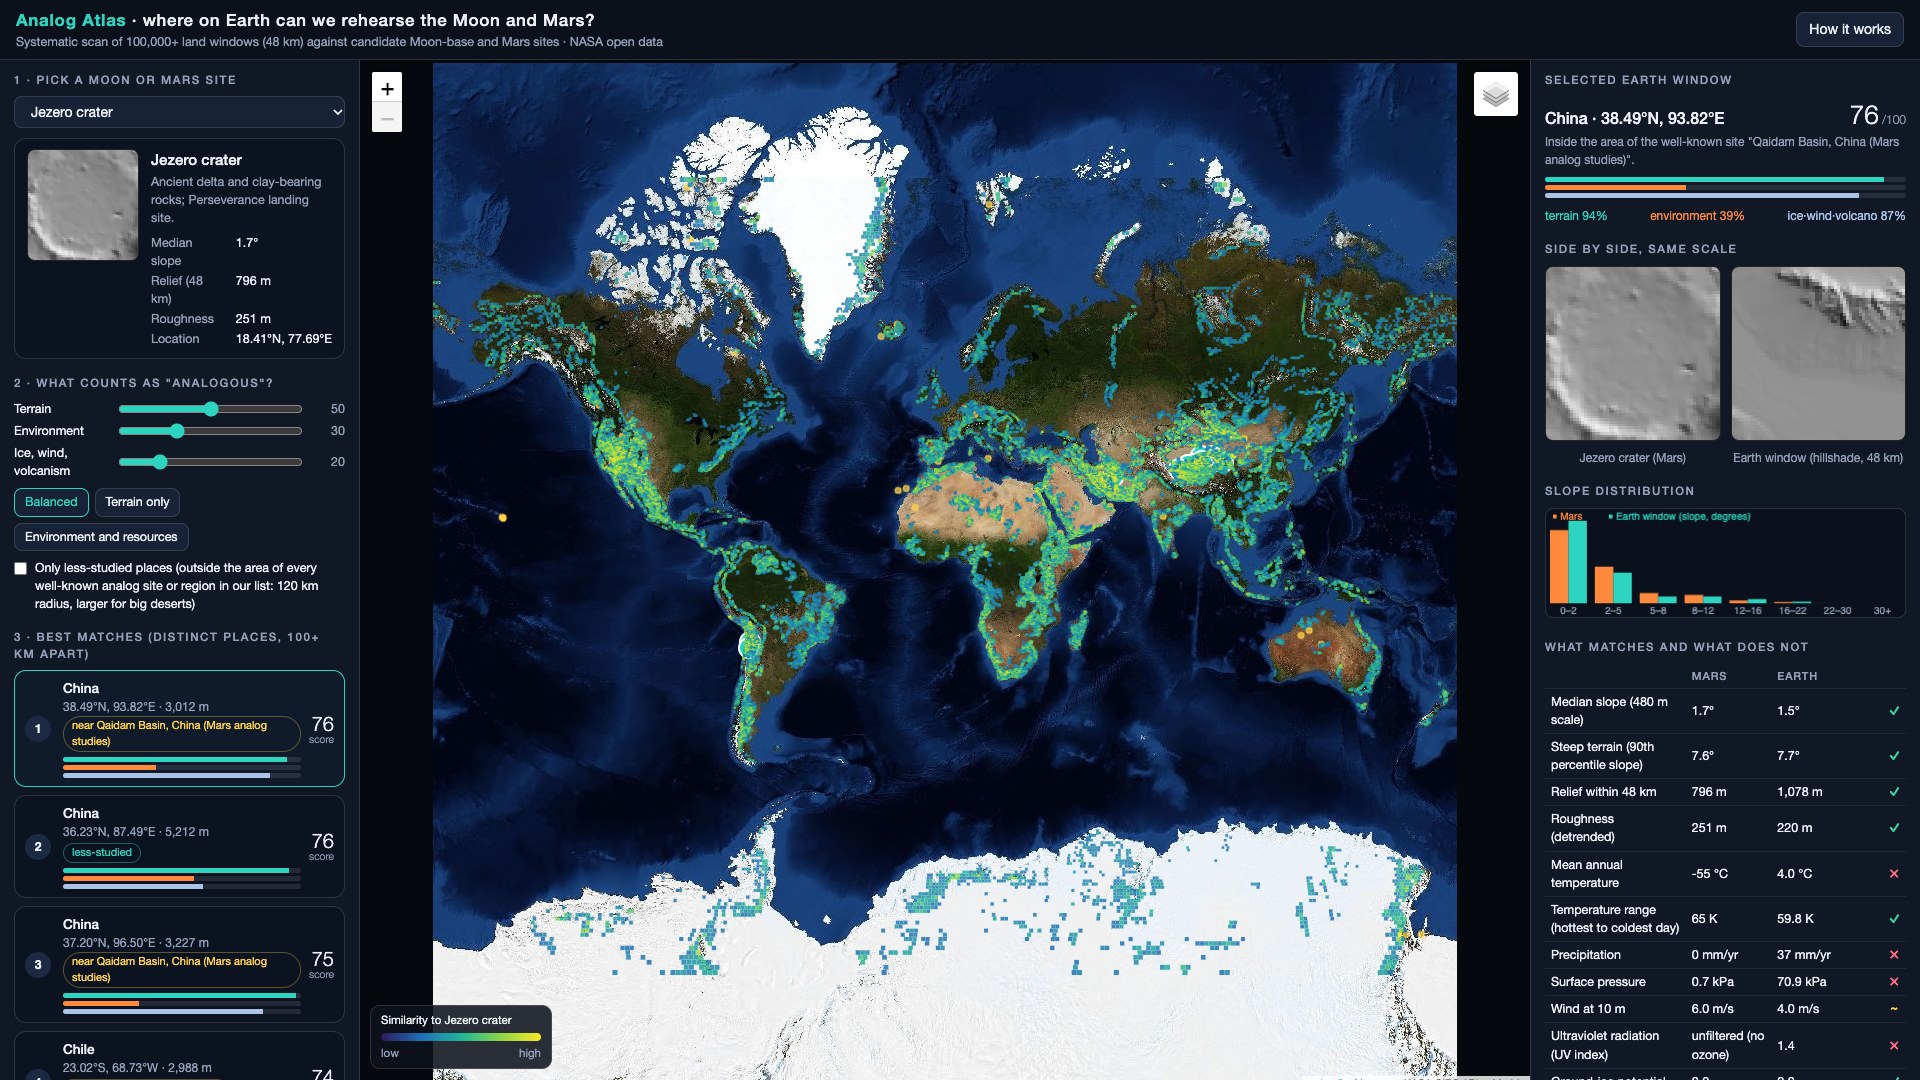 Analog Atlas · where on Earth can we rehearse the Moon and Mars?
Systematic scan of 100,000+ land windows (48 km) against candidate Moon-base and Mars sites · NASA open data
How it works
1 · PICK A MOON OR MARS SITE
Jezero crater
Jezero crater
Ancient delta and clay-bearing
rocks; Perseverance landing
site.
Median
slope
1.7°
Relief (48
km)
796 m
Roughness 251 m
Location 18.41°N, 77.69°E
2 · WHAT COUNTS AS "ANALOGOUS"?
Terrain 50
Environment 30
Ice, wind,
volcanism
20
Balanced
Terrain only
Environment and resources
Only less-studied places (outside the area of every
well-known analog site or region in our list: 120 km
radius, larger for big deserts)
3 · BEST MATCHES (DISTINCT PLACES, 100+
KM APART)
1
China
38.49°N, 93.82°E · 3,012 m
near Qaidam Basin, China (Mars analog
studies)
76
score
2
China
36.23°N, 87.49°E · 5,212 m
less-studied
76
score
3
China
37.20°N, 96.50°E · 3,227 m
near Qaidam Basin, China (Mars analog
studies)
75
score
Chile
23.02°S, 68.73°W · 2,988 m
74
+
−
Similarity to Jezero crater
low high
SELECTED EARTH WINDOW
China · 38.49°N, 93.82°E
76 /100
Inside the area of the well-known site "Qaidam Basin, China (Mars
analog studies)".
terrain 94% environment 39% ice·wind·volcano 87%
SIDE BY SIDE, SAME SCALE
Jezero crater (Mars)
Earth window (hillshade, 48 km)
SLOPE DISTRIBUTION
Mars
Earth window (slope, degrees)
0–2 2–5 5–8 8–12 12–16 16–22 22–30 30+
WHAT MATCHES AND WHAT DOES NOT
MARS EARTH
Median slope (480 m
scale)
1.7° 1.5° ✓
Steep terrain (90th
percentile slope)
7.6° 7.7° ✓
Relief within 48 km 796 m 1,078 m ✓
Roughness
(detrended)
251 m 220 m ✓
Mean annual
temperature
-55 °C 4.0 °C ✕
Temperature range
(hottest to coldest day)
65 K 59.8 K ✓
Precipitation 0 mm/yr 37 mm/yr ✕
Surface pressure 0.7 kPa 70.9 kPa ✕
Wind at 10 m 6.0 m/s 4.0 m/s ~
Ultraviolet radiation
(UV index)
unfiltered (no
ozone)
1.4 ✕